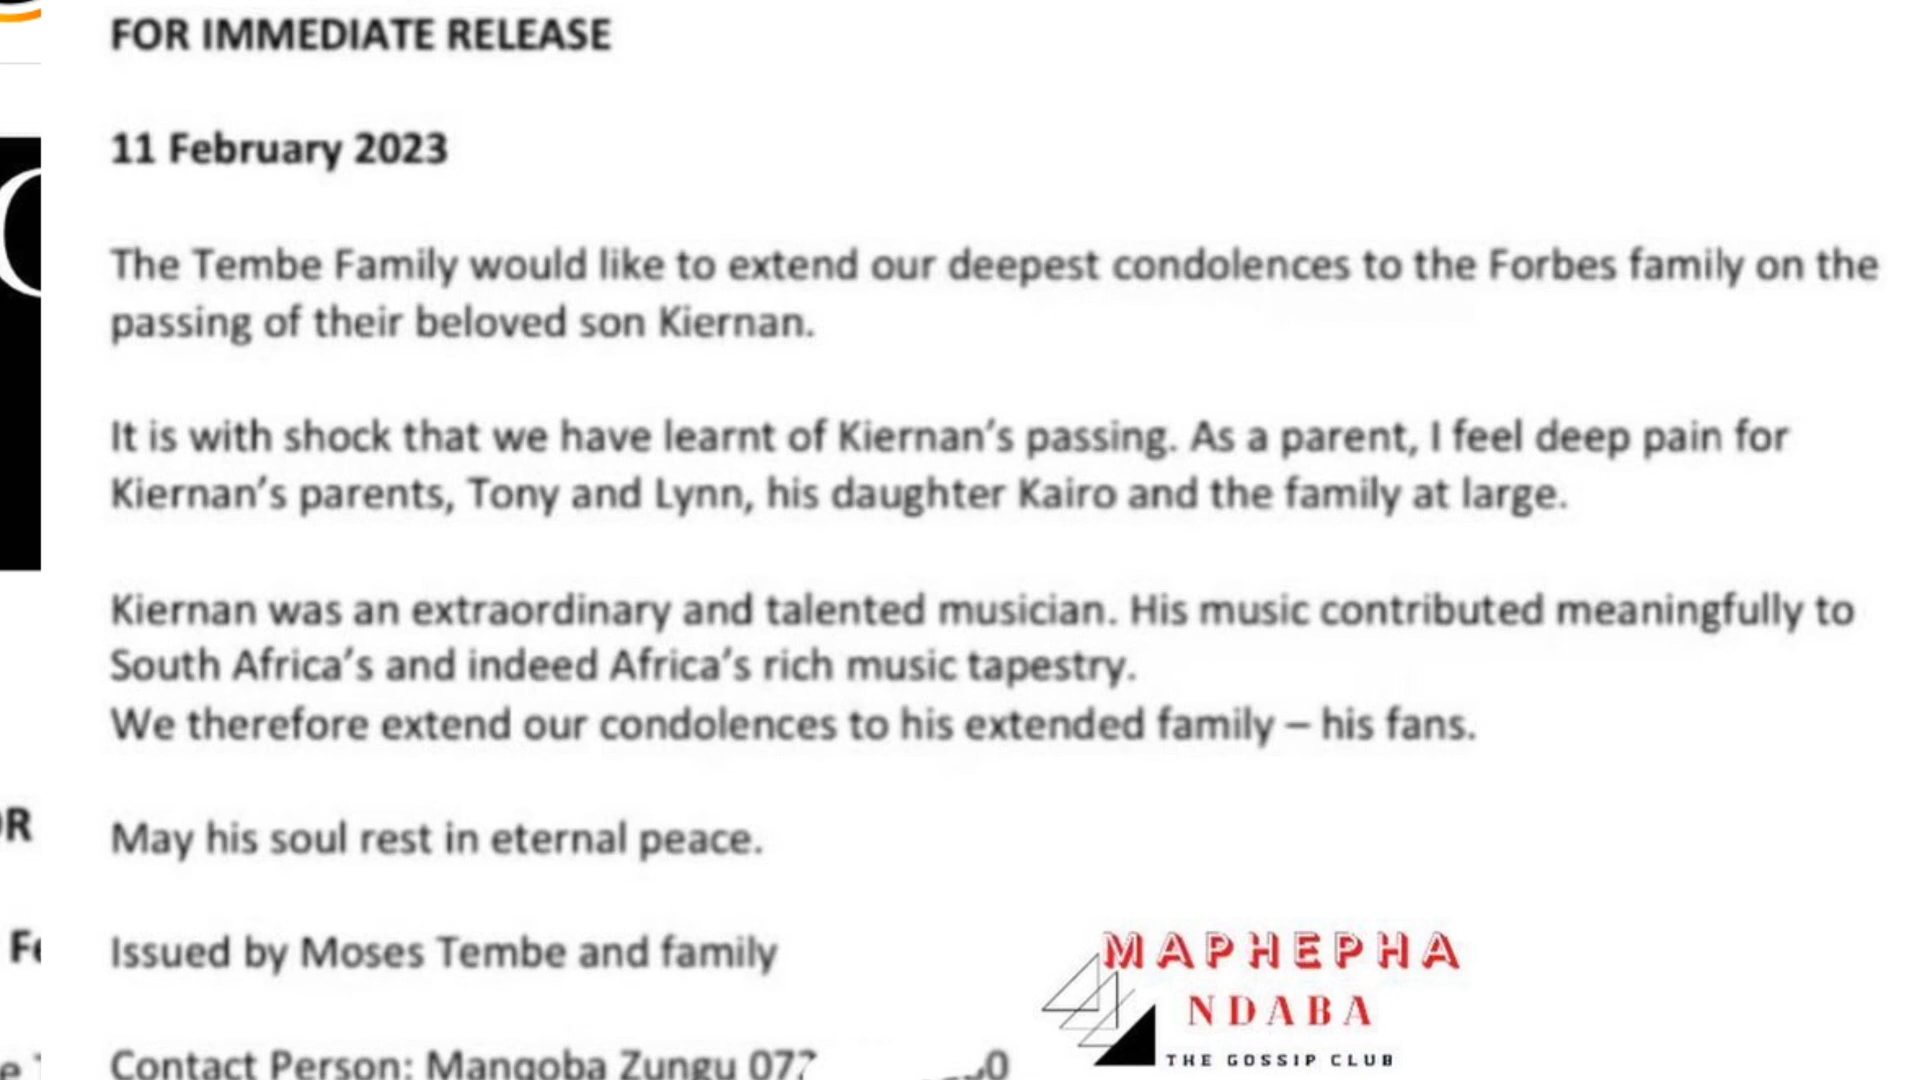 FOR IMMEDIATE RELEASE
11 February 2023
The Tembe Family would like to extend our deepest condolences to the Forbes family on the
passing of their beloved son Kiernan.
It is with shock that we have learnt of Kiernan's passing. As a parent, I feel deep pain for
Kiernan's parents, Tony and Lynn, his daughter Kairo and the family at large.
Kiernan was an extraordinary and talented musician. His music contributed meaningfully to
South Africa's and indeed Africa's rich music tapestry.
We therefore extend our condolences to his extended family – his fans.
May his soul rest in eternal peace.
Issued by Moses Tembe and family
Contact Person: Mangoba Zungu
MAPHEPHA
NDABA
THE GOSSIP CLUB